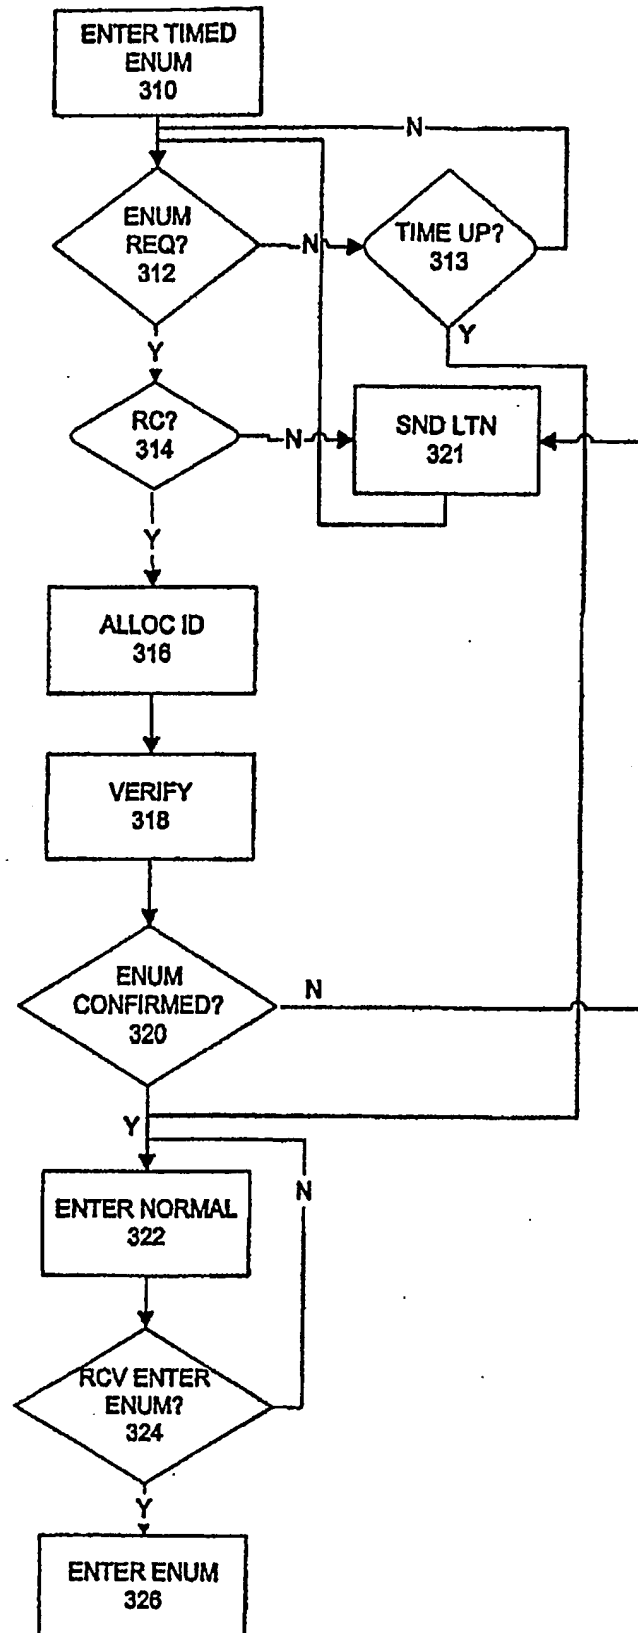 ENTER TIMED
ENUM
310
N
ENUM
REQ?
312
N
TIME UP?
313
Y
Y
RC?
314
N
SND LTN
321
Y
ALLOC ID
316
VERIFY
318
ENUM
CONFIRMED?
320
N
Y
ENTER NORMAL
322
N
RCV ENTER
ENUM?
324
Y
ENTER ENUM
326